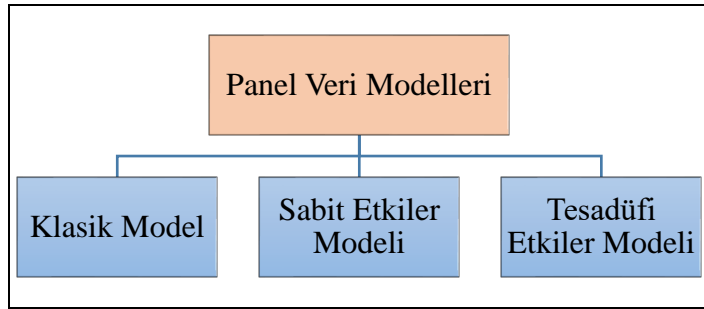 Panel Veri Modelleri
Klasik Model
Sabit Etkiler
Modeli
Tesadüfi
Etkiler Modeli